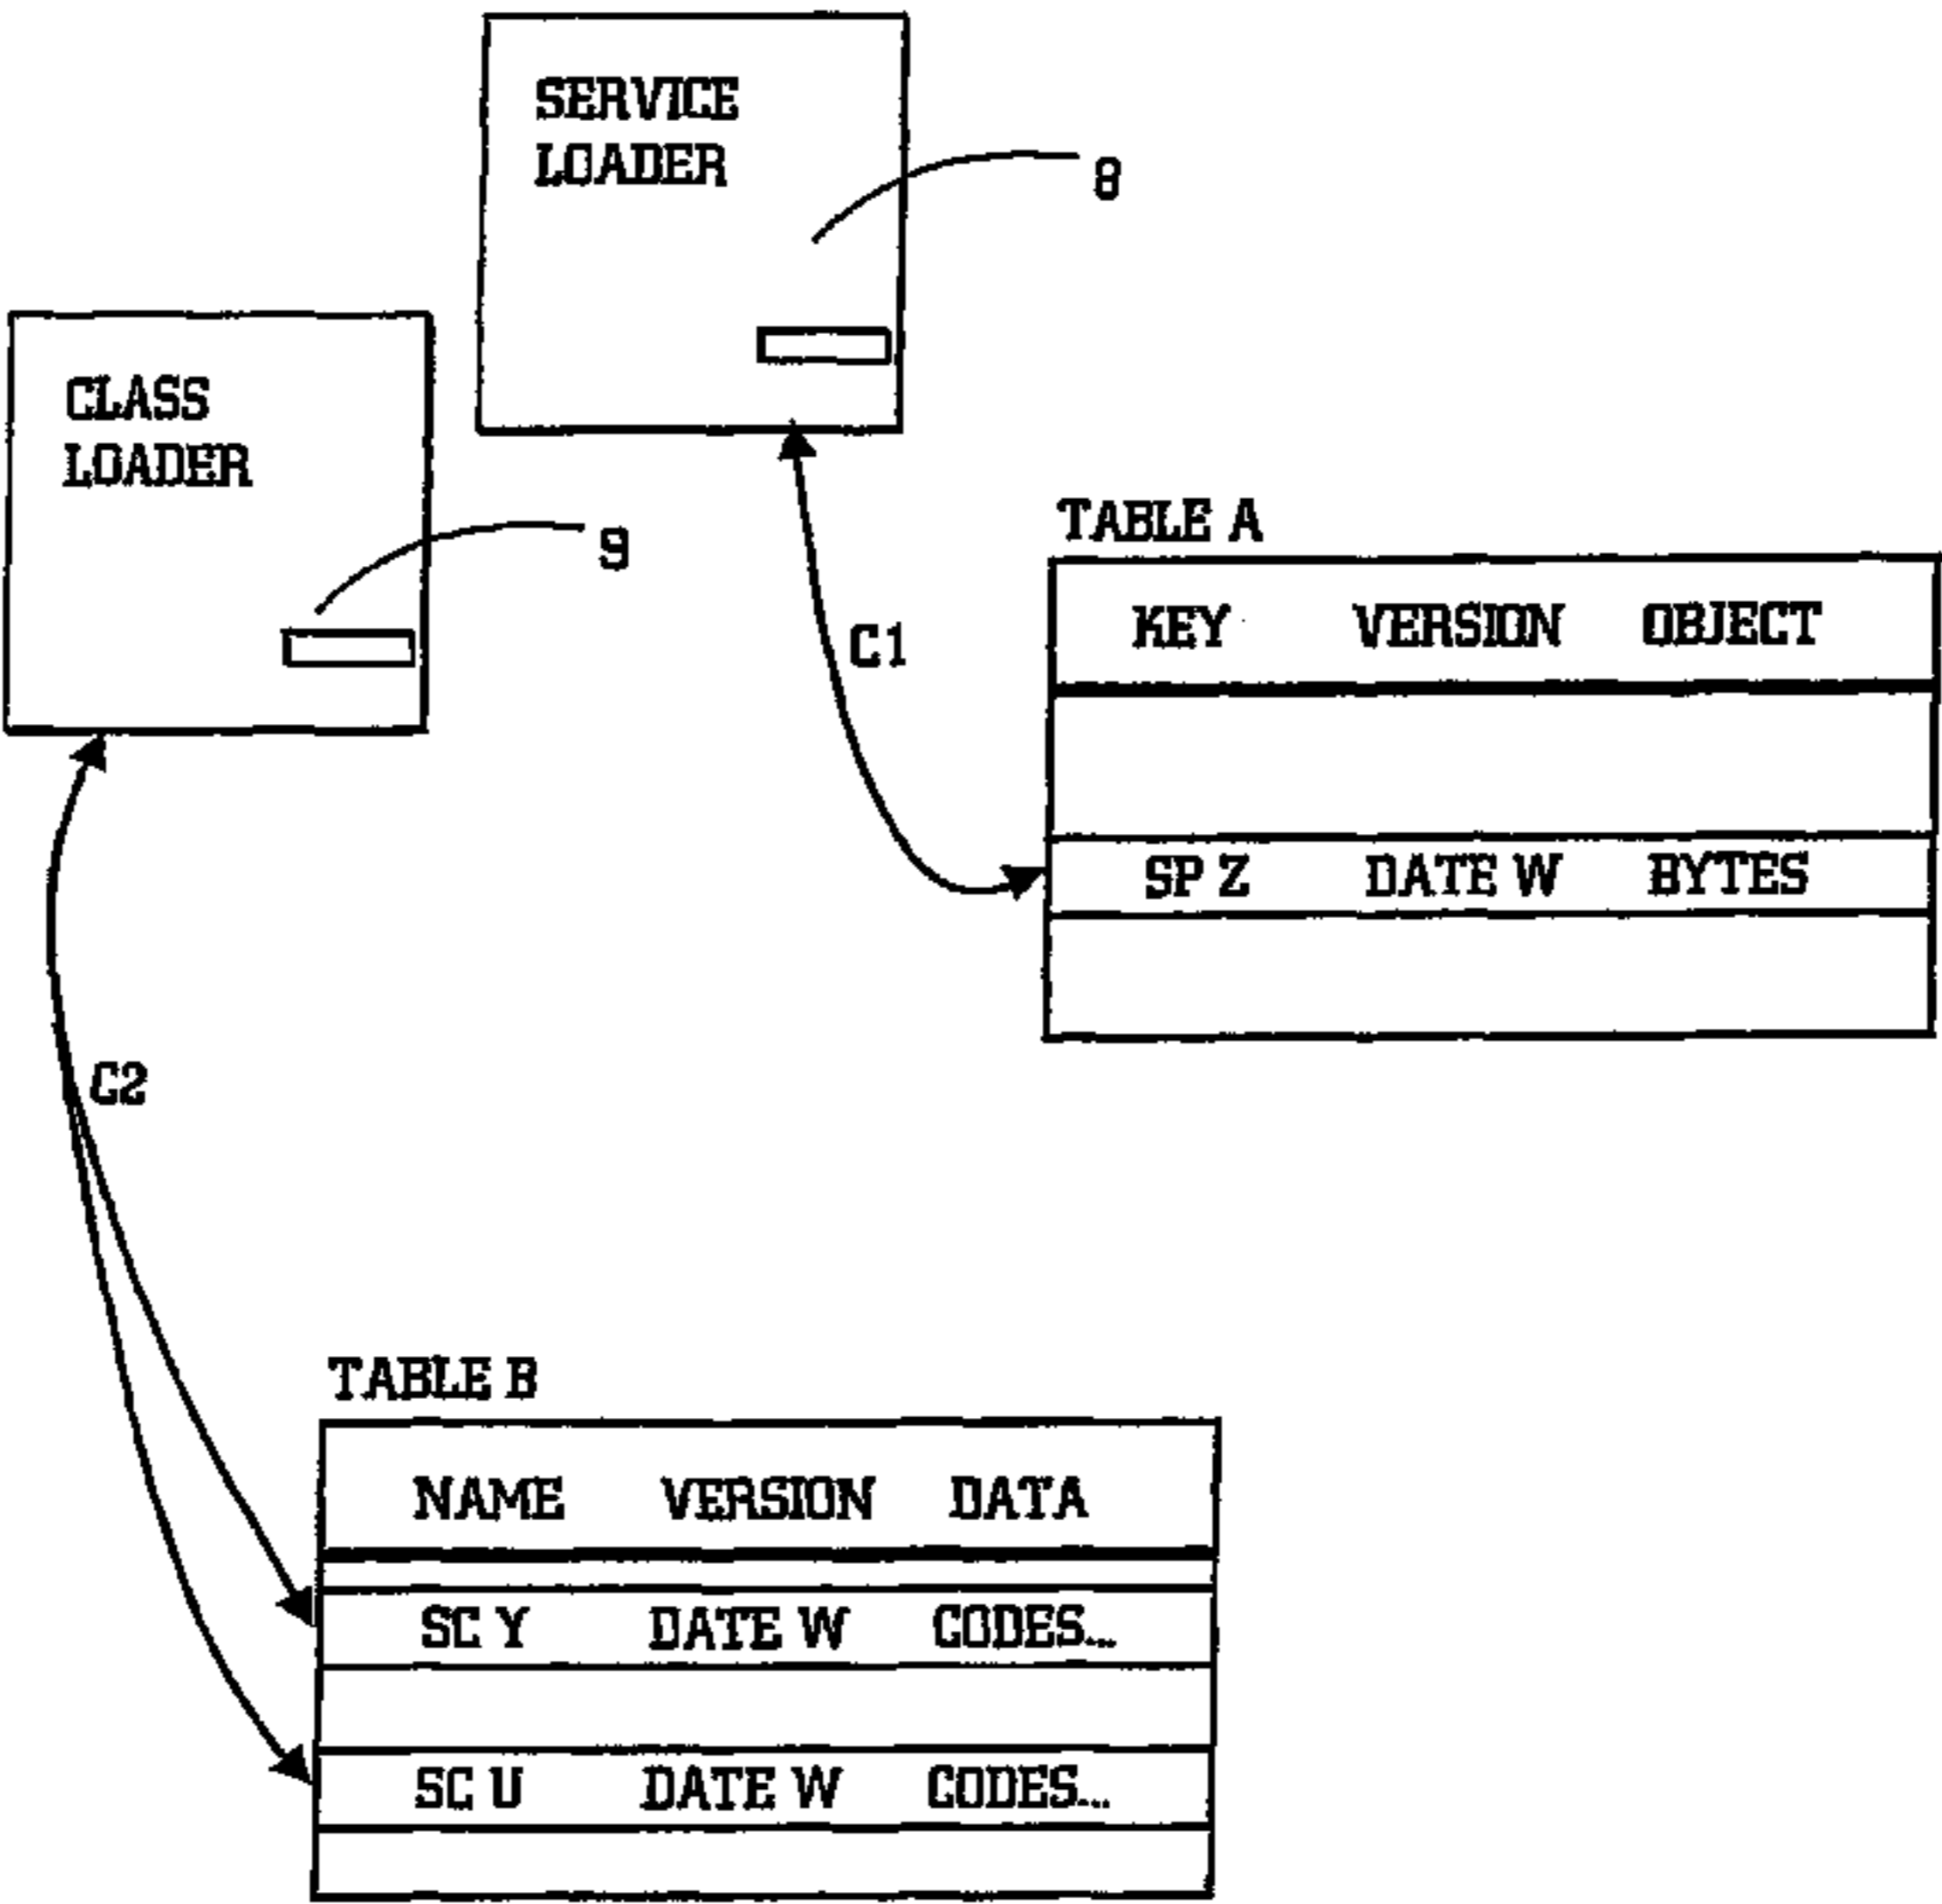 SERVICE
LOADER
8
CLASS
LOADER
9
TABLE A
KEY VERSION OBJECT
C1
SP Z DATE W BYTES
C2
TABLE B
NAME VERSION DATA
SC Y DATE W CODES...
SC U DATE W CODES...